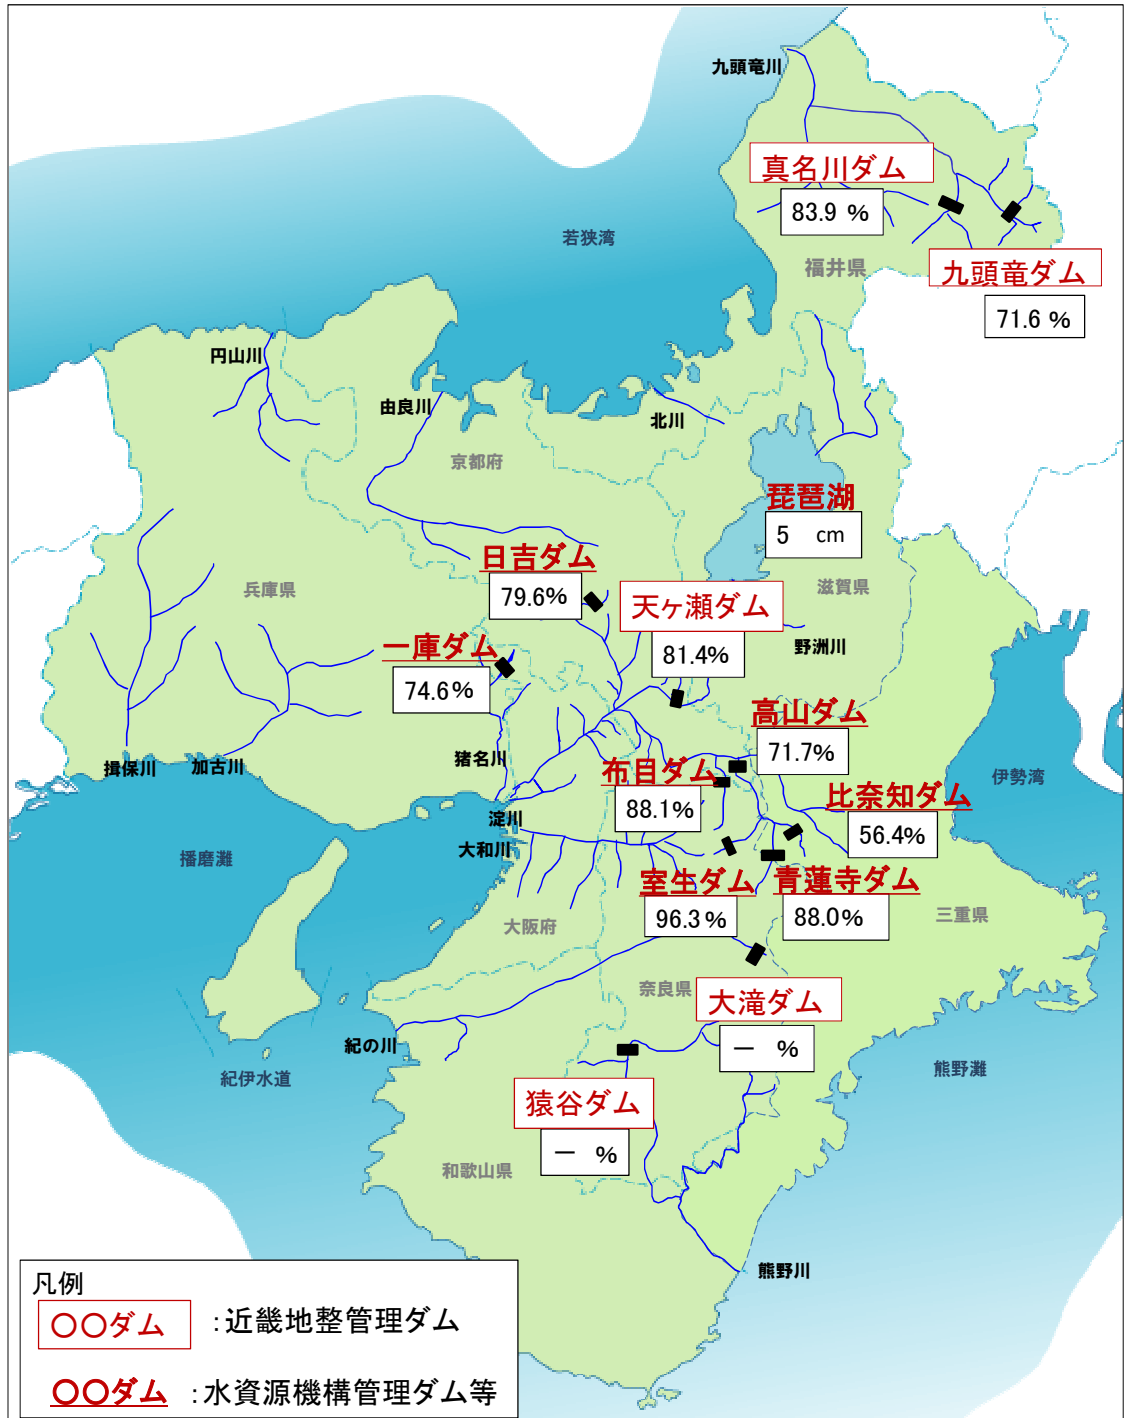 九頭竜川
真名川ダム
83.9 %
若狭湾
福井県
九頭竜ダム
71.6 %
円山川
由良川
北川
京都府
琵琶湖
5 cm
日吉ダム
79.6%
兵庫県
天ヶ瀬ダム
81.4%
滋賀県
野洲川
一庫ダム
74.6%
高山ダム
71.7%
猪名川
揖保川
加古川
布目ダム
88.1%
伊勢湾
比奈知ダム
56.4%
淀川
大和川
播磨灘
室生ダム
96.3 %
青蓮寺ダム
88.0%
大阪府
三重県
奈良県
大滝ダム
ー %
紀の川
紀伊水道
熊野灘
猿谷ダム
ー %
和歌山県
熊野川
凡例
〇〇ダム :近畿地整管理ダム
〇〇ダム :水資源機構管理ダム等